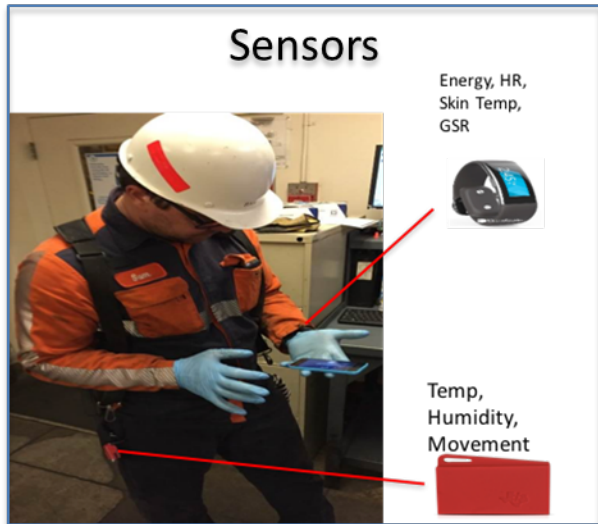 Sensors
Energy, HR,
Skin Temp,
GSR
Temp,
Humidity,
Movement